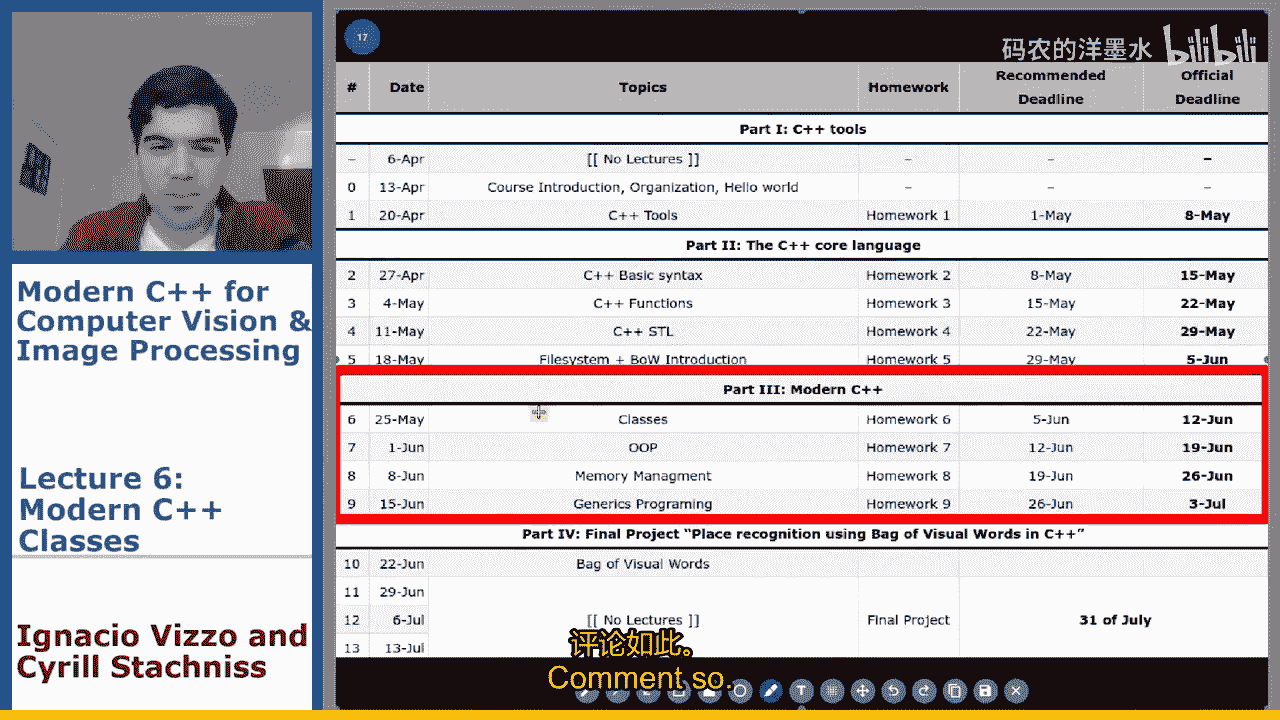 Modern C++ for
Computer Vision &
Image Processing
Lecture 6:
Modern C++
Classes
Ignacio Vizzo and
Cyrill Stachniss
17
码农的洋墨水 bilibili
# Date Topics Homework Recommended Deadline Official Deadline
Part I: C++ tools
– 6-Apr [[ No Lectures ]] – – –
0 13-Apr Course Introduction, Organization, Hello world – – –
1 20-Apr C++ Tools Homework 1 1-May 8-May
Part II: The C++ core language
2 27-Apr C++ Basic syntax Homework 2 8-May 15-May
3 4-May C++ Functions Homework 3 15-May 22-May
4 11-May C++ STL Homework 4 22-May 29-May
5 18-May Filesystem + BoW Introduction Homework 5 29-May 5-Jun
Part III: Modern C++
6 25-May Classes Homework 6 5-Jun 12-Jun
7 1-Jun OOP Homework 7 12-Jun 19-Jun
8 8-Jun Memory Managment Homework 8 19-Jun 26-Jun
9 15-Jun Generics Programing Homework 9 26-Jun 3-Jul
Part IV: Final Project “Place recognition using Bag of Visual Words in C++”
10 22-Jun Bag of Visual Words
11 29-Jun
12 6-Jul [[ No Lectures ]] Final Project 31 of July
13 13-Jul
评论如此。
Comment so.
T